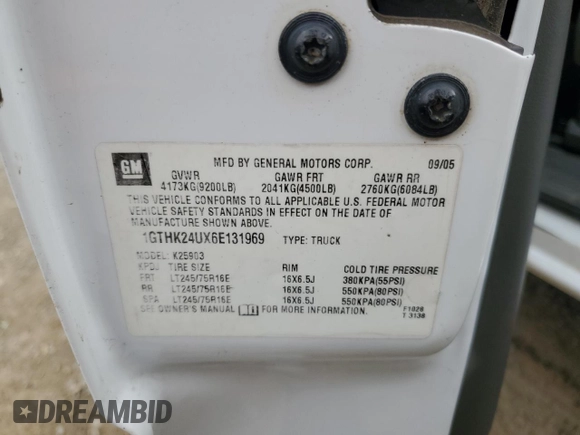 GM
MFD BY GENERAL MOTORS CORP. 09/05
GVWR GAWR FRT GAWR RR
4173KG(9200LB) 2041KG(4500LB) 2760KG(6084LB)
THIS VEHICLE CONFORMS TO ALL APPLICABLE U.S. FEDERAL MOTOR
VEHICLE SAFETY STANDARDS IN EFFECT ON THE DATE OF
MANUFACTURE SHOWN ABOVE.
1GTHK24UX6E131969 TYPE: TRUCK
MODEL: K25903
TIRE SIZE RIM COLD TIRE PRESSURE
FRT LT245/75R16E 16X6.5J 380KPA(55PSI)
RR LT245/75R16E 16X6.5J 550KPA(80PSI)
SPA LT245/75R16E 16X6.5J 550KPA(80PSI)
SEE OWNER'S MANUAL FOR MORE INFORMATION.
F1028
T 3138
DREAMBID